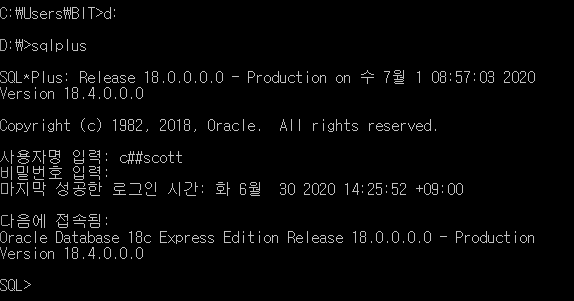 C:₩Users₩BIT>d:
D:₩>sqlplus
SQL*Plus: Release 18.0.0.0.0 - Production on 수 7월 1 08:57:03 2020
Version 18.4.0.0.0
Copyright (c) 1982, 2018, Oracle.  All rights reserved.
사용자명 입력: c##scott
비밀번호 입력:
마지막 성공한 로그인 시간: 화 6월  30 2020 14:25:52 +09:00
다음에 접속됨:
Oracle Database 18c Express Edition Release 18.0.0.0.0 - Production
Version 18.4.0.0.0
SQL>